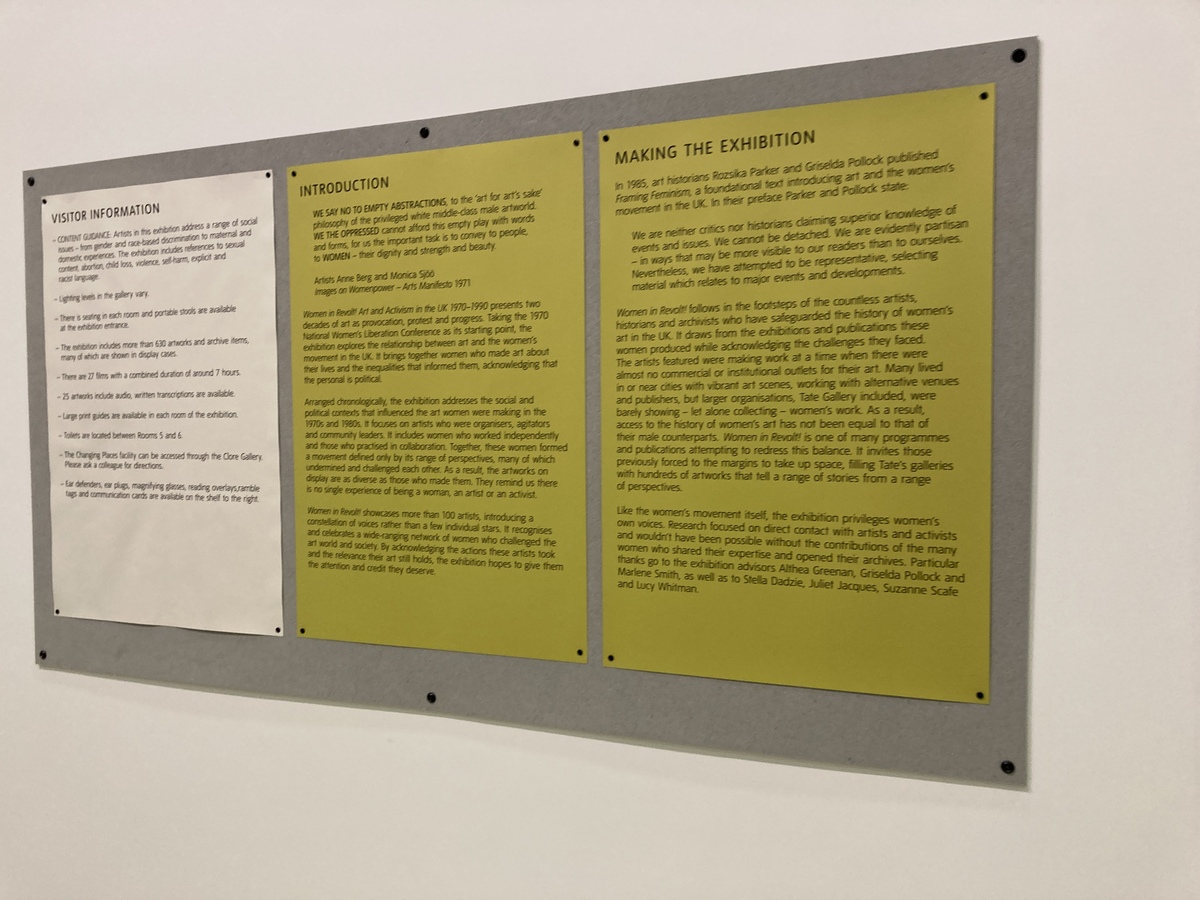 VISITOR INFORMATION
– CONTENT GUIDANCE: Artists in this exhibition address a range of social
issues – from gender and race-based discrimination to maternal and
domestic experiences. The exhibition includes references to sexual
content, abortion, child loss, violence, self-harm, explicit and
racist language.
– Lighting levels in the gallery vary.
– There is seating in each room and portable stools are available
at the exhibition entrance.
– The exhibition includes more than 630 artworks and archive items,
many of which are shown in display cases.
– There are 27 films with a combined duration of around 7 hours.
– 25 artworks include audio, written transcriptions are available.
– Large print guides are available in each room of the exhibition.
– Toilets are located between Rooms 5 and 6.
– The Changing Places facility can be accessed through the Clore Gallery.
Please ask a colleague for directions.
– Ear defenders, ear plugs, magnifying glasses, reading overlays,ramble
tags and communication cards are available on the shelf to the right.
INTRODUCTION
WE SAY NO TO EMPTY ABSTRACTIONS, to the 'art for art's sake'
philosophy of the privileged white middle-class male artworld.
WE THE OPPRESSED cannot afford this empty play with words
and forms, for us the important task is to convey to people,
to WOMEN – their dignity and strength and beauty.
Artists Anne Berg and Monica Sjöö
Images on Womenpower – Arts Manifesto 1971
Women in Revolt! Art and Activism in the UK 1970–1990 presents two
decades of art as provocation, protest and progress. Taking the 1970
National Women's Liberation Conference as its starting point, the
exhibition explores the relationship between art and the women's
movement in the UK. It brings together women who made art about
their lives and the inequalities that informed them, acknowledging that
the personal is political.
Arranged chronologically, the exhibition addresses the social and
political contexts that influenced the art women were making in the
1970s and 1980s. It focuses on artists who were organisers, agitators
and community leaders. It includes women who worked independently
and those who practised in collaboration. Together, these women formed
a movement defined only by its range of perspectives, many of which
undermined and challenged each other. As a result, the artworks on
display are as diverse as those who made them. They remind us there
is no single experience of being a woman, an artist or an activist.
Women in Revolt! showcases more than 100 artists, introducing a
constellation of voices rather than a few individual stars. It recognises
and celebrates a wide-ranging network of women who challenged the
art world and society. By acknowledging the actions these artists took
and the relevance their art still holds, the exhibition hopes to give them
the attention and credit they deserve.
MAKING THE EXHIBITION
In 1985, art historians Rozsika Parker and Griselda Pollock published
Framing Feminism, a foundational text introducing art and the women's
movement in the UK. In their preface Parker and Pollock state:
We are neither critics nor historians claiming superior knowledge of
events and issues. We cannot be detached. We are evidently partisan
– in ways that may be more visible to our readers than to ourselves.
Nevertheless, we have attempted to be representative, selecting
material which relates to major events and developments.
Women in Revolt! follows in the footsteps of the countless artists,
historians and archivists who have safeguarded the history of women's
art in the UK. It draws from the exhibitions and publications these
women produced while acknowledging the challenges they faced.
The artists featured were making work at a time when there were
almost no commercial or institutional outlets for their art. Many lived
in or near cities with vibrant art scenes, working with alternative venues
and publishers, but larger organisations, Tate Gallery included, were
barely showing – let alone collecting – women's work. As a result,
access to the history of women's art has not been equal to that of
their male counterparts. Women in Revolt! is one of many programmes
and publications attempting to redress this balance. It invites those
previously forced to the margins to take up space, filling Tate's galleries
with hundreds of artworks that tell a range of stories from a range
of perspectives.
Like the women's movement itself, the exhibition privileges women's
own voices. Research focused on direct contact with artists and activists
and wouldn't have been possible without the contributions of the many
women who shared their expertise and opened their archives. Particular
thanks go to the exhibition advisors Althea Greenan, Griselda Pollock and
Marlene Smith, as well as to Stella Dadzie, Juliet Jacques, Suzanne Scafe
and Lucy Whitman.